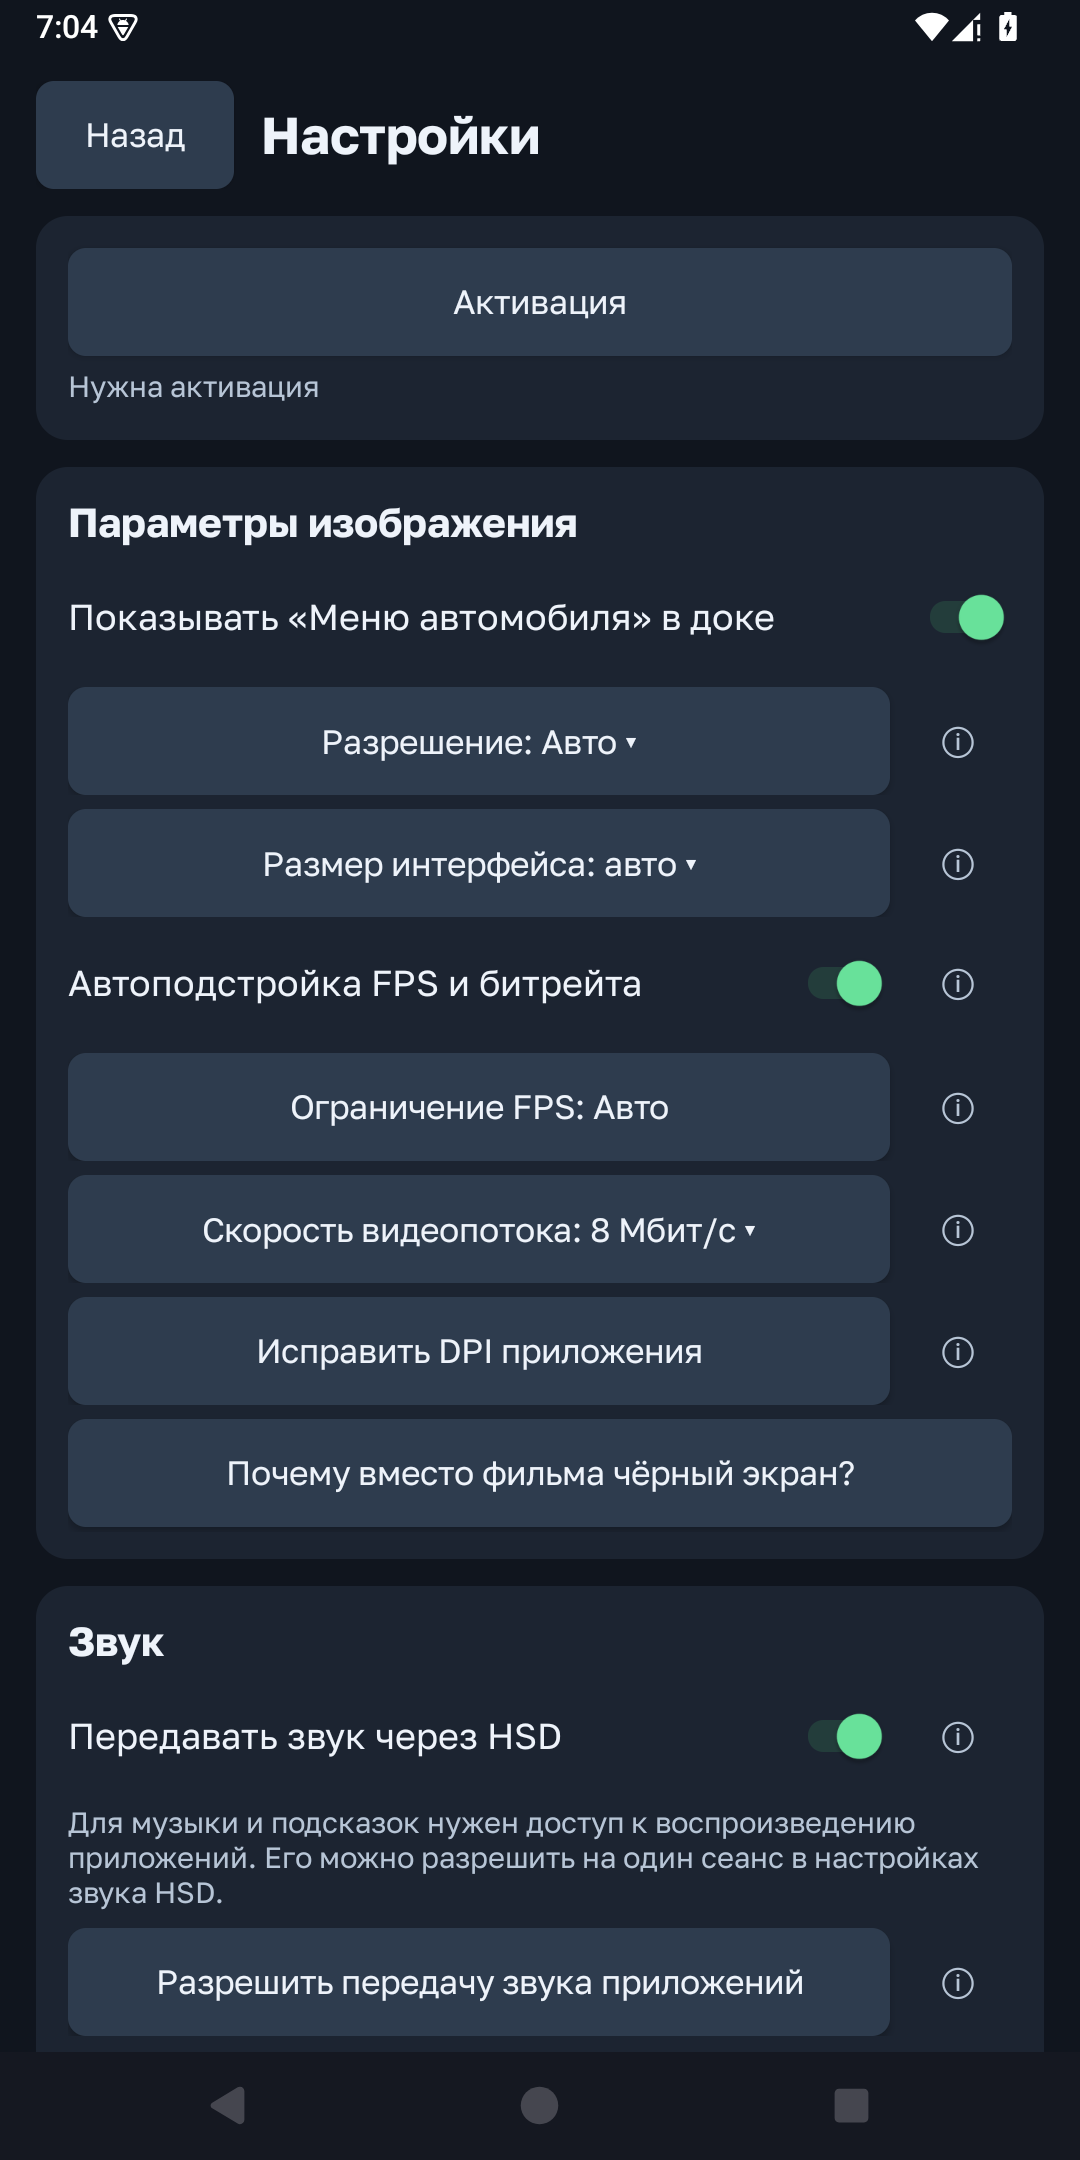 7:04
Назад
Настройки
Активация
Нужна активация
Параметры изображения
Показывать «Меню автомобиля» в доке
Разрешение: Авто ▾
Размер интерфейса: авто ▾
Автоподстройка FPS и битрейта
Ограничение FPS: Авто
Скорость видеопотока: 8 Мбит/с ▾
Исправить DPI приложения
Почему вместо фильма чёрный экран?
Звук
Передавать звук через HSD
Для музыки и подсказок нужен доступ к воспроизведению
приложений. Его можно разрешить на один сеанс в настройках
звука HSD.
Разрешить передачу звука приложений